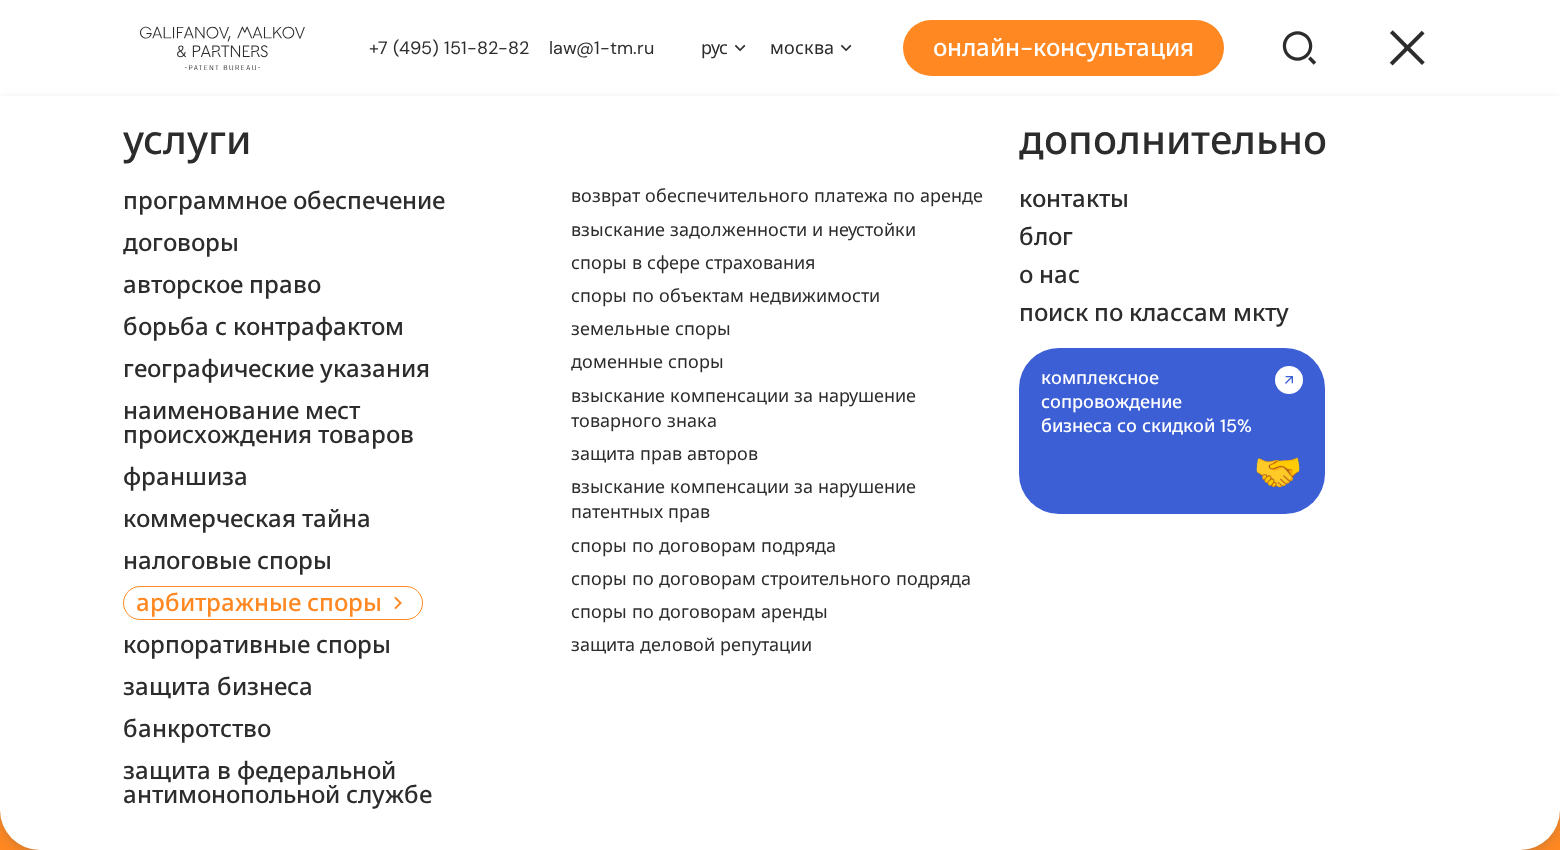 GALIFANOV, MALKOV
& PARTNERS
-PATENT BUREAU-
+7 (495) 151-82-82
law@1-tm.ru
рус
москва
онлайн-консультация
услуги
программное обеспечение
договоры
авторское право
борьба с контрафактом
географические указания
наименование мест
происхождения товаров
франшиза
коммерческая тайна
налоговые споры
арбитражные споры
корпоративные споры
защита бизнеса
банкротство
защита в федеральной
антимонопольной службе
возврат обеспечительного платежа по аренде
взыскание задолженности и неустойки
споры в сфере страхования
споры по объектам недвижимости
земельные споры
доменные споры
взыскание компенсации за нарушение
товарного знака
защита прав авторов
взыскание компенсации за нарушение
патентных прав
споры по договорам подряда
споры по договорам строительного подряда
споры по договорам аренды
защита деловой репутации
дополнительно
контакты
блог
о нас
поиск по классам мкту
комплексное
сопровождение
бизнеса со скидкой 15%